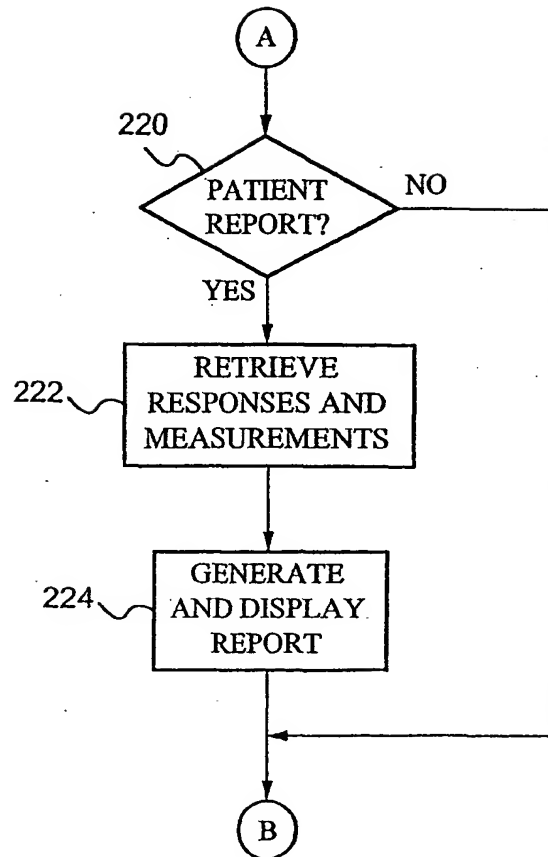 A
220
PATIENT
REPORT?
NO
YES
222
RETRIEVE
RESPONSES AND
MEASUREMENTS
224
GENERATE
AND DISPLAY
REPORT
B